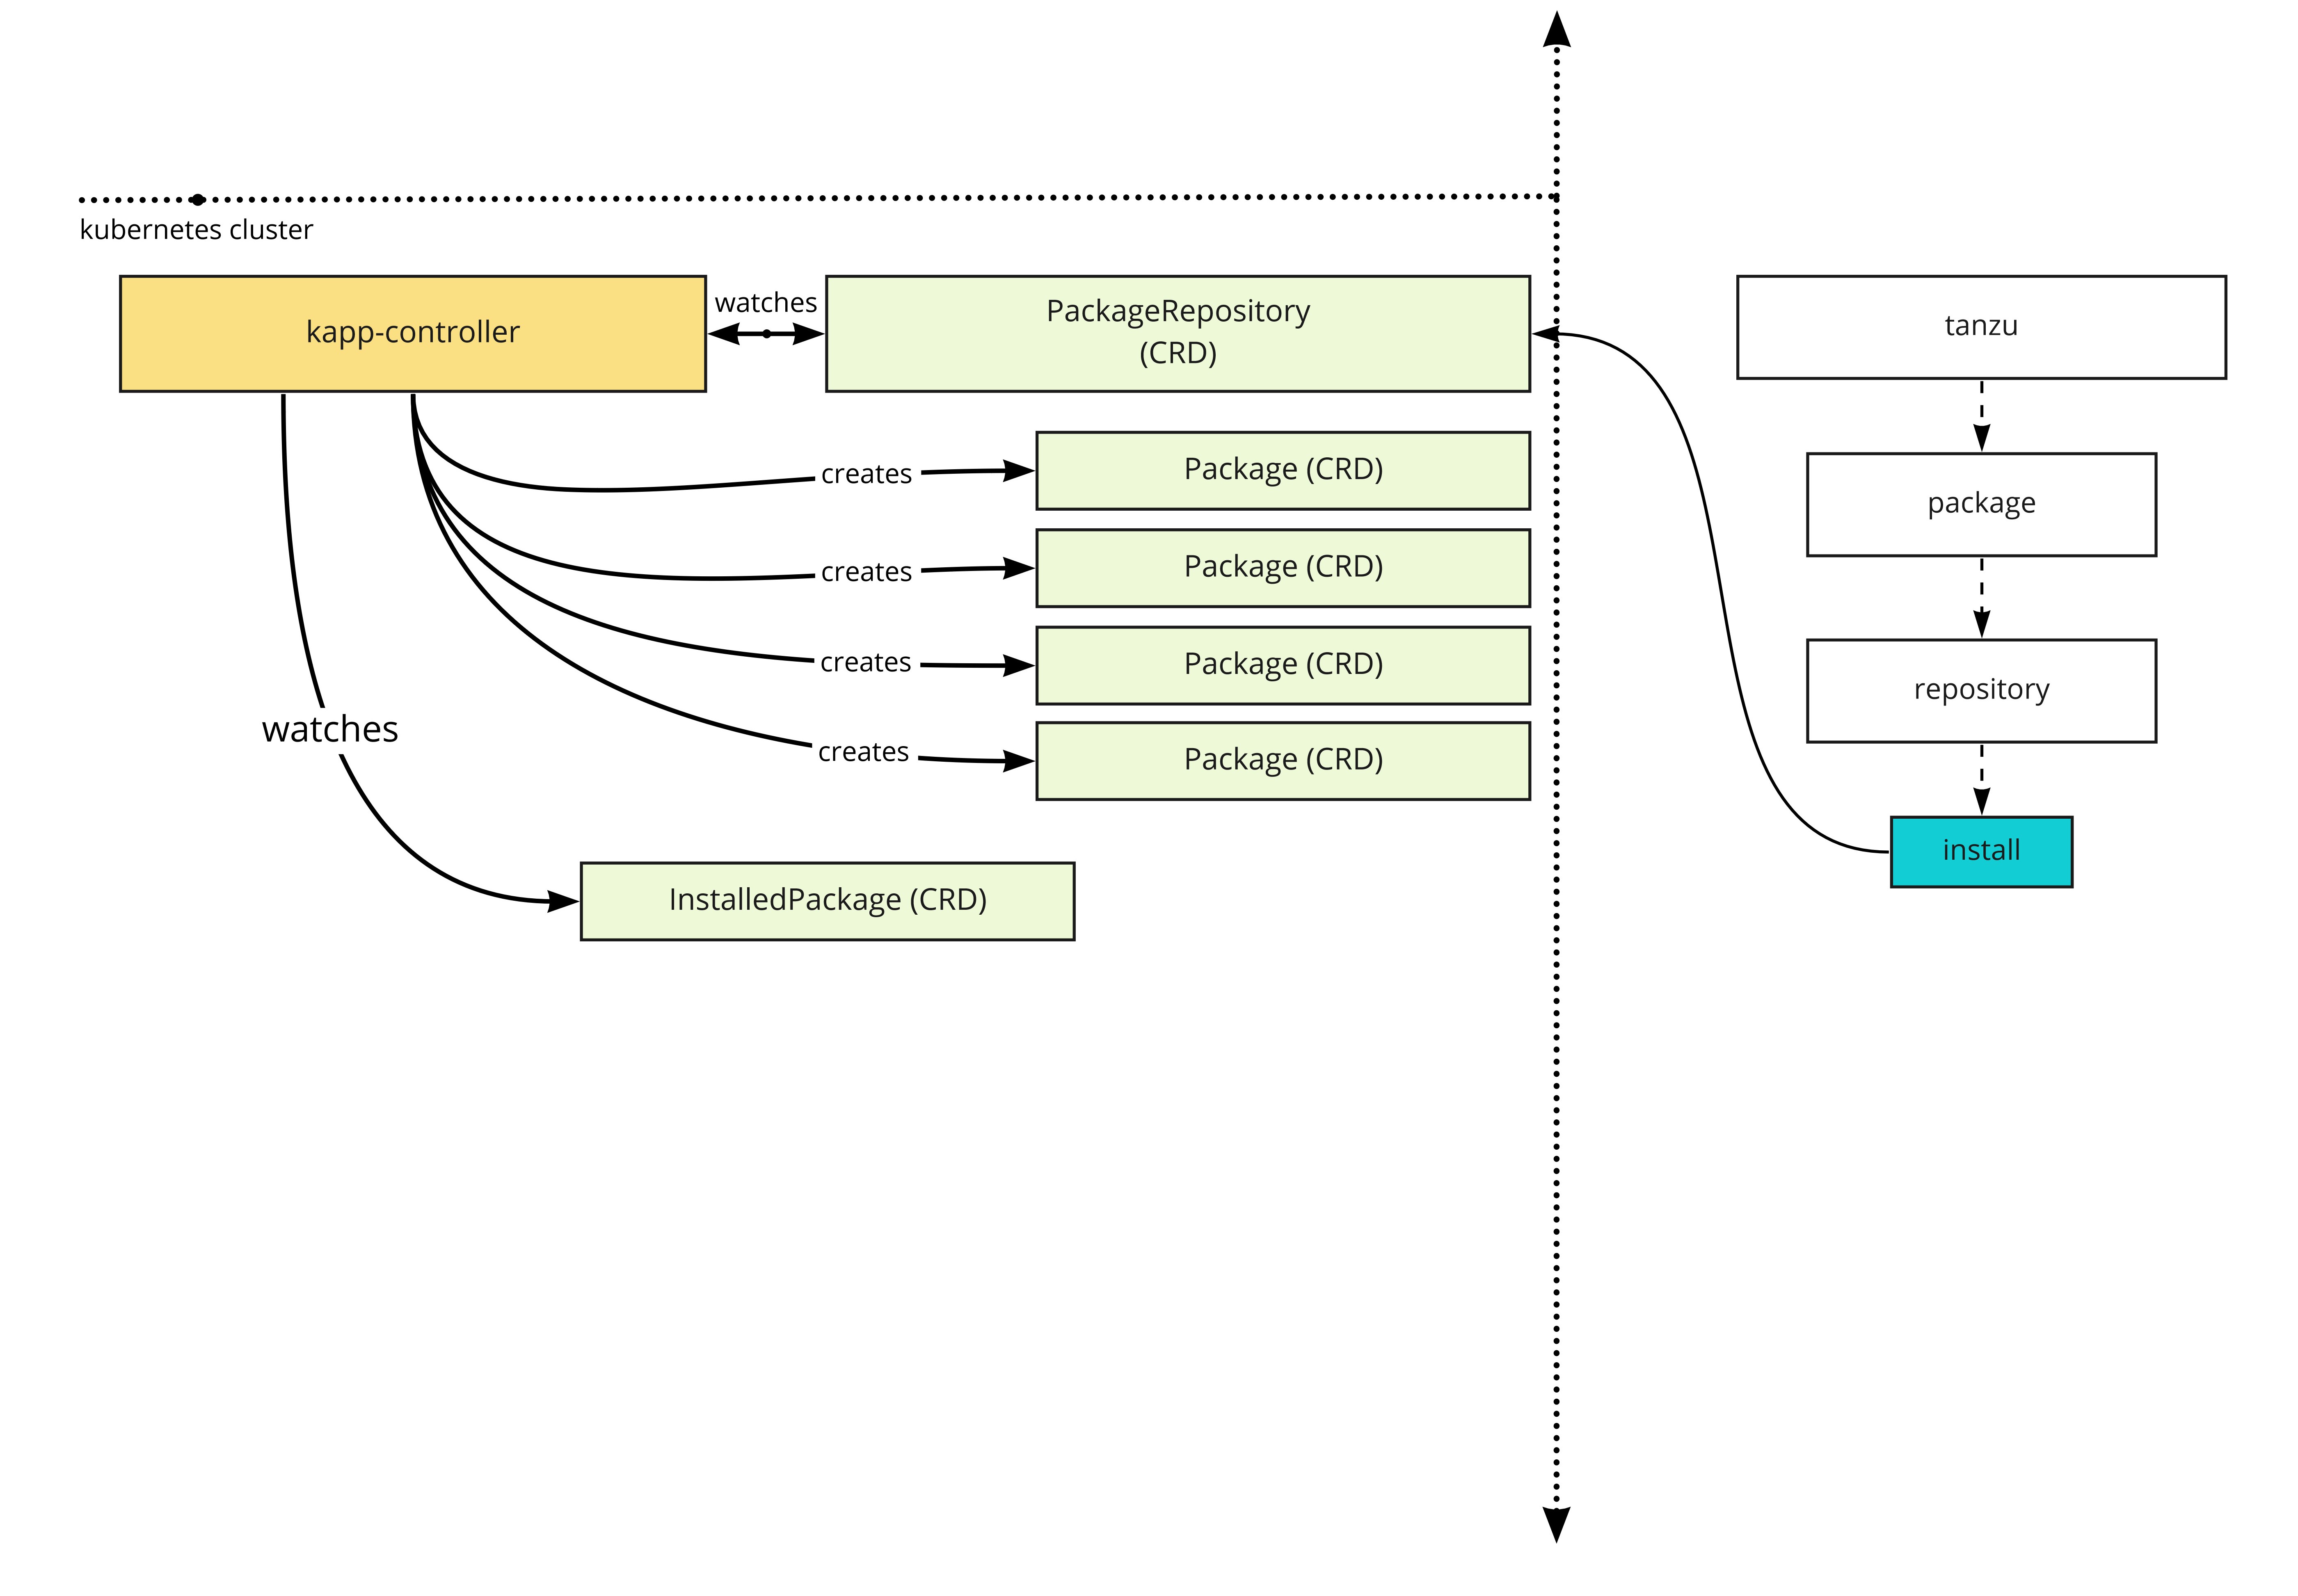 kubernetes cluster
kapp-controller
watches
PackageRepository
(CRD)
tanzu
creates
Package (CRD)
package
creates
Package (CRD)
creates
Package (CRD)
repository
watches
creates
Package (CRD)
install
InstalledPackage (CRD)